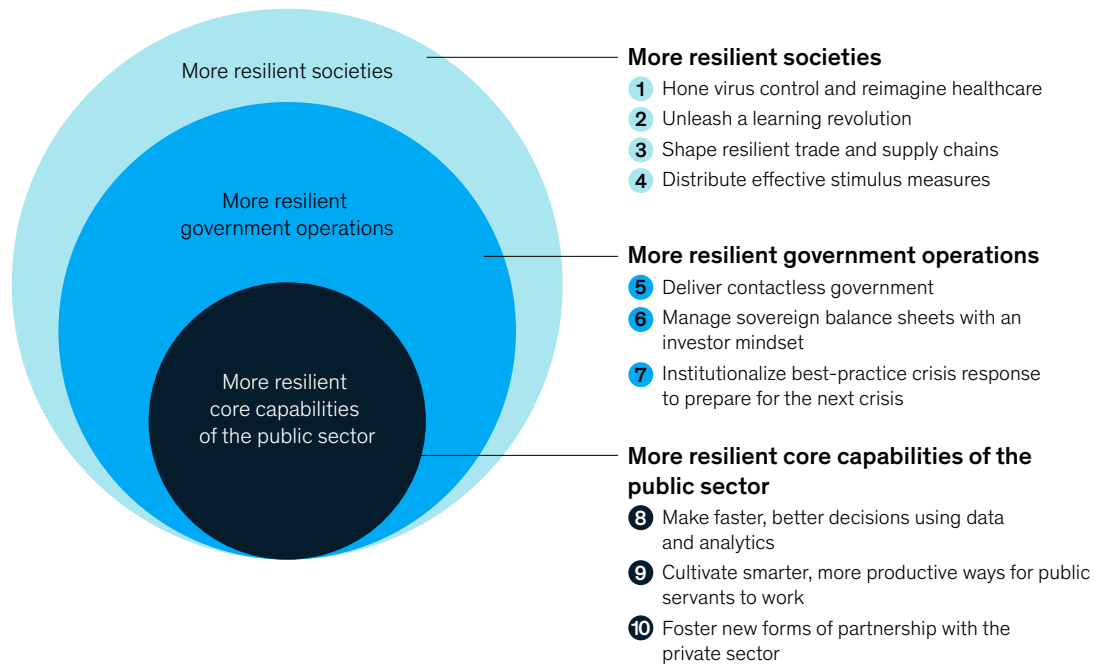 More resilient societies
More resilient
government operations
More resilient
core capabilities
of the public sector
More resilient societies
1 Hone virus control and reimagine healthcare
2 Unleash a learning revolution
3 Shape resilient trade and supply chains
4 Distribute effective stimulus measures
More resilient government operations
5 Deliver contactless government
6 Manage sovereign balance sheets with an
investor mindset
7 Institutionalize best-practice crisis response
to prepare for the next crisis
More resilient core capabilities of the
public sector
8 Make faster, better decisions using data
and analytics
9 Cultivate smarter, more productive ways for public
servants to work
10 Foster new forms of partnership with the
private sector